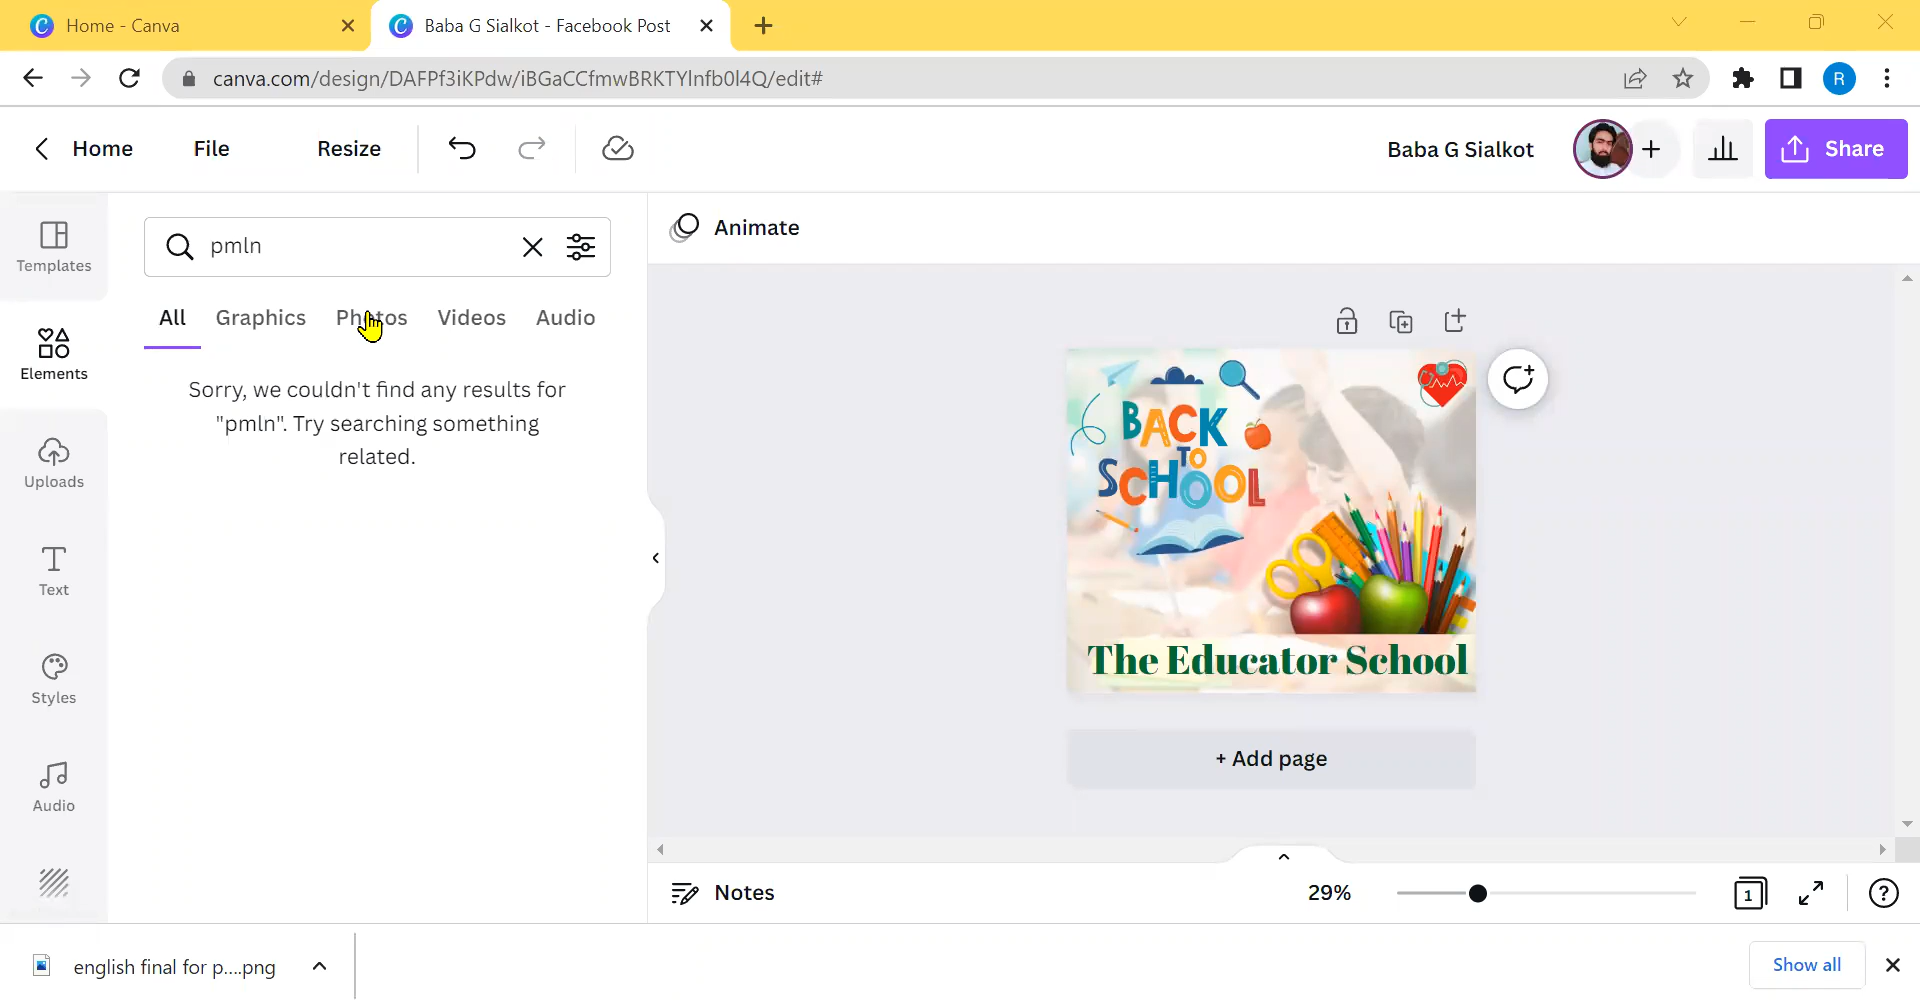 Home - Canva
Baba G Sialkot - Facebook Post
canva.com/design/DAFPf3iKPdw/iBGaCCfmwBRKTYlnfb0l4Q/edit#
R
Home
File
Resize
Baba G Sialkot
Share
Templates
Elements
Uploads
Text
Styles
Audio
pmln
All
Graphics
Photos
Videos
Audio
Sorry, we couldn't find any results for
"pmln". Try searching something
related.
Animate
BACK
TO
SCHOOL
The Educator School
+ Add page
Notes
29%
1
?
english final for p....png
Show all